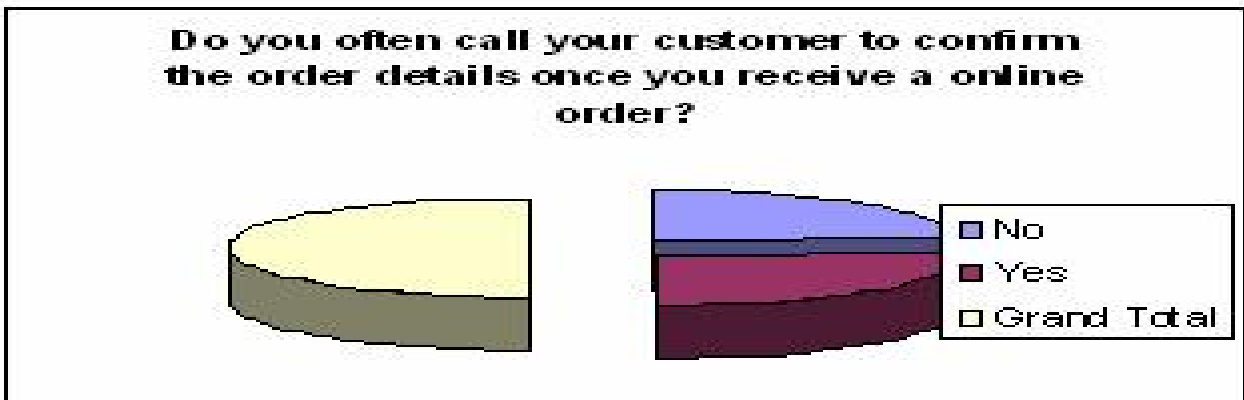 Do you often call your customer to confirm
the order details once you receive a online
order?
No
Yes
Grand Total